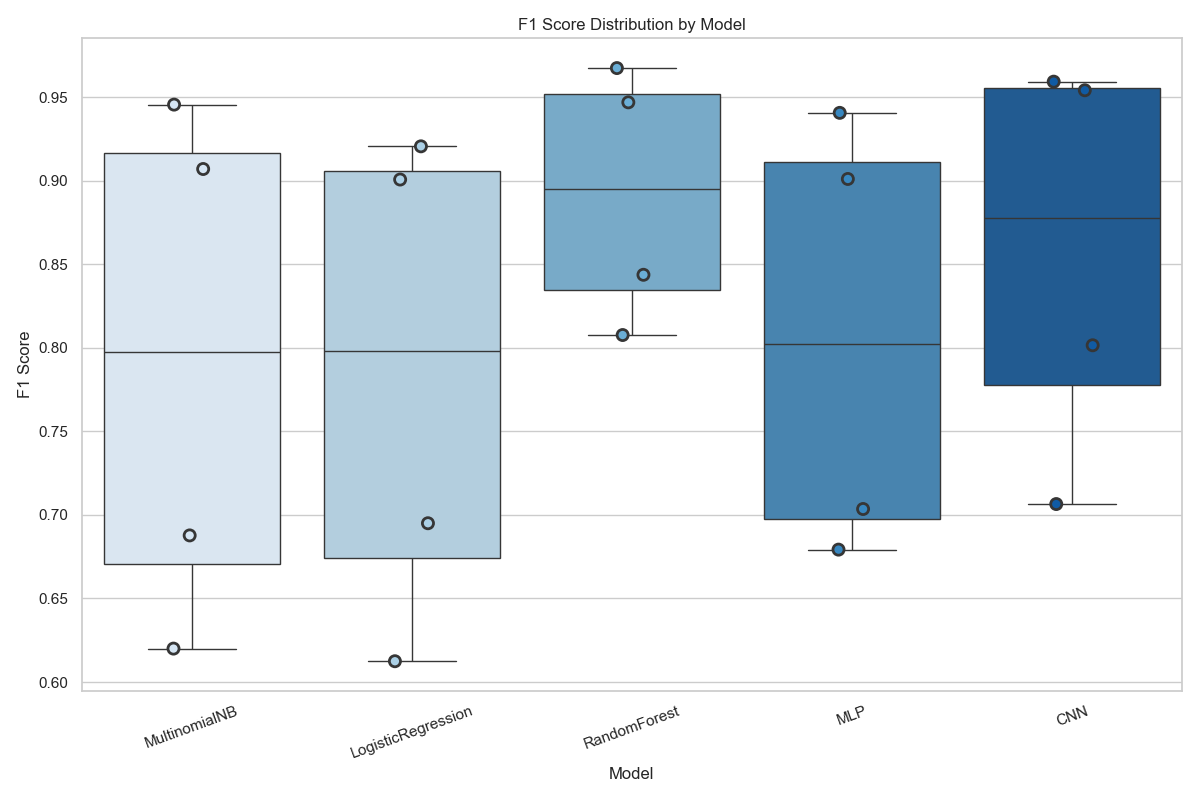 F1 Score Distribution by Model
F1 Score
0.95
0.90
0.85
0.80
0.75
0.70
0.65
0.60
MultinomialNB
LogisticRegression
RandomForest
MLP
CNN
Model